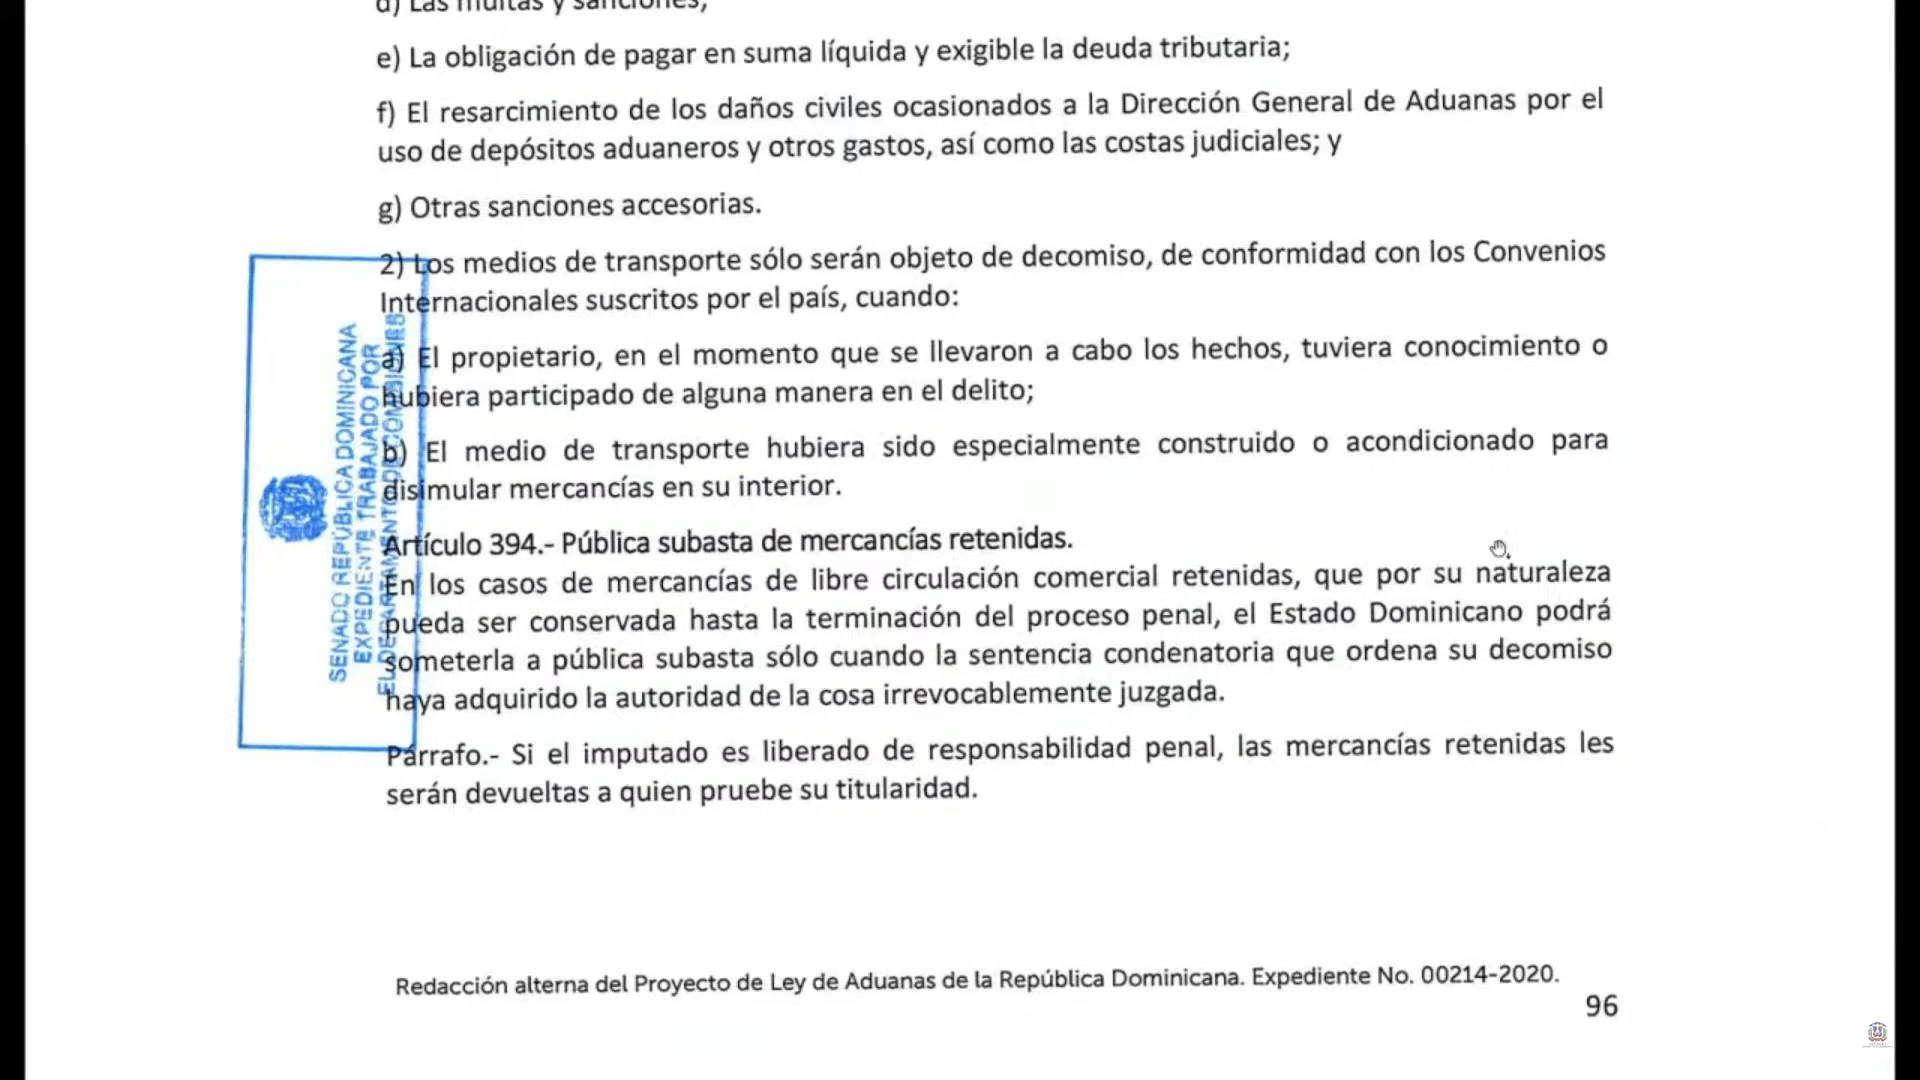 d) Las multas y sanciones;
e) La obligación de pagar en suma líquida y exigible la deuda tributaria;
f) El resarcimiento de los daños civiles ocasionados a la Dirección General de Aduanas por el
uso de depósitos aduaneros y otros gastos, así como las costas judiciales; y
g) Otras sanciones accesorias.
2) Los medios de transporte sólo serán objeto de decomiso, de conformidad con los Convenios
Internacionales suscritos por el país, cuando:
a) El propietario, en el momento que se llevaron a cabo los hechos, tuviera conocimiento o
hubiera participado de alguna manera en el delito;
b) El medio de transporte hubiera sido especialmente construido o acondicionado para
disimular mercancías en su interior.
Artículo 394.- Pública subasta de mercancías retenidas.
En los casos de mercancías de libre circulación comercial retenidas, que por su naturaleza
pueda ser conservada hasta la terminación del proceso penal, el Estado Dominicano podrá
someterla a pública subasta sólo cuando la sentencia condenatoria que ordena su decomiso
haya adquirido la autoridad de la cosa irrevocablemente juzgada.
Párrafo.- Si el imputado es liberado de responsabilidad penal, las mercancías retenidas les
serán devueltas a quien pruebe su titularidad.
SENADO REPÚBLICA DOMINICANA
EXPEDIENTE TRABAJADO POR
EL DEPARTAMENTO DE COMISIONES
Redacción alterna del Proyecto de Ley de Aduanas de la República Dominicana. Expediente No. 00214-2020.
96